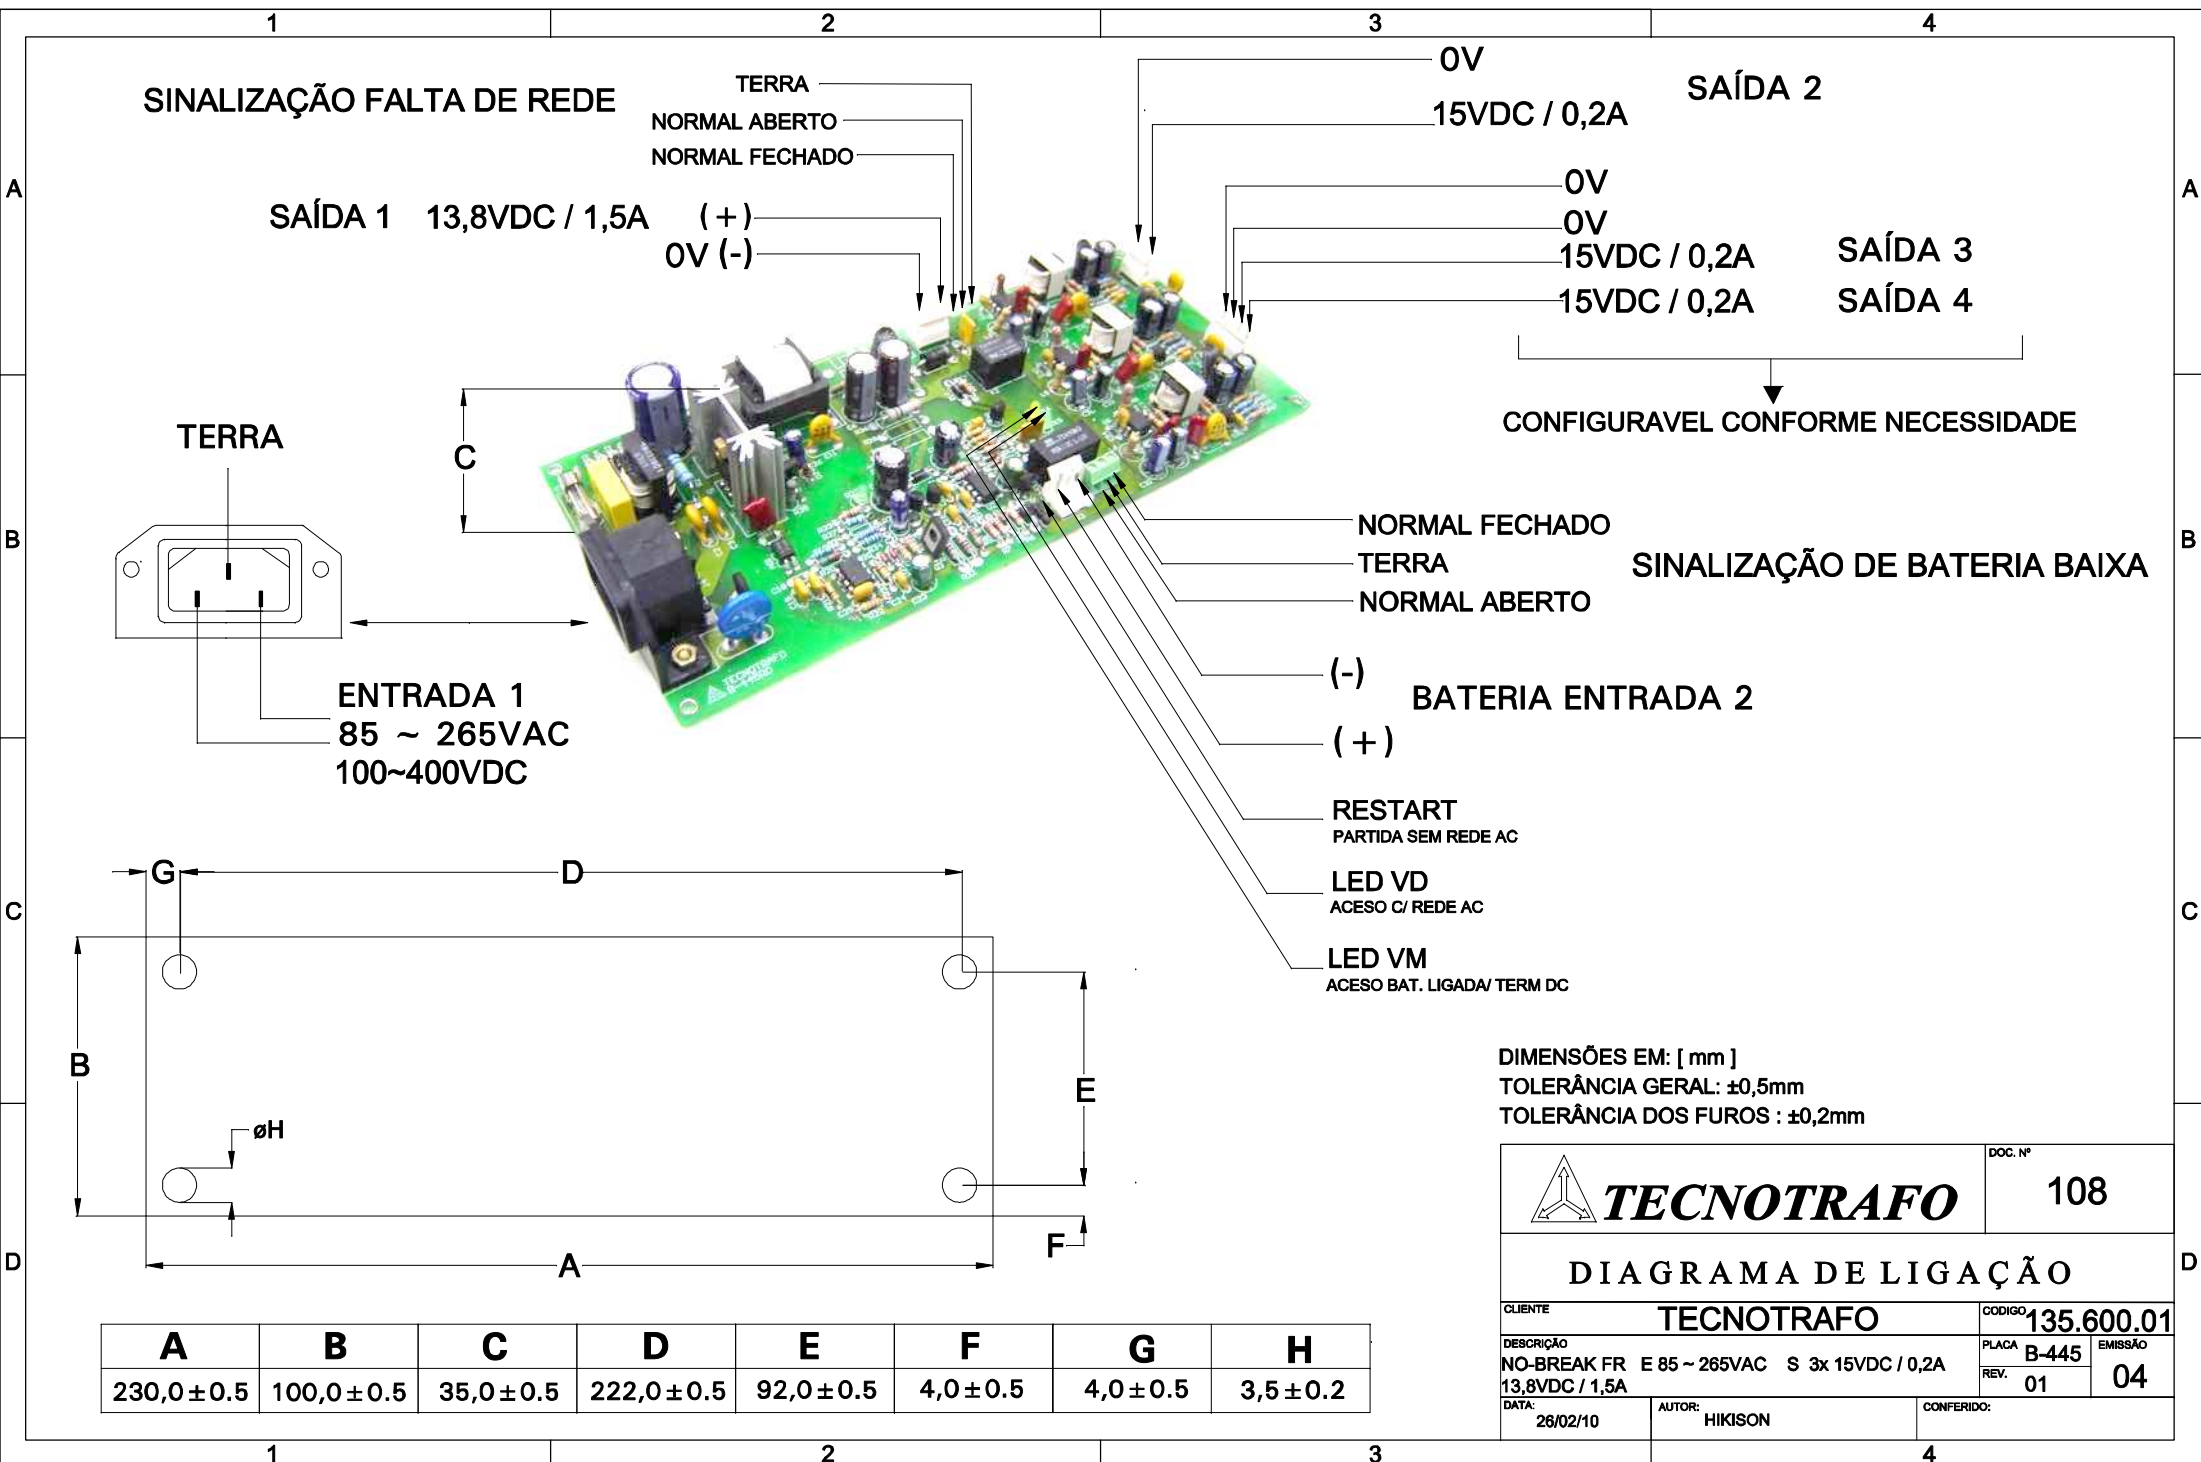 1 2 3 4
SINALIZAÇÃO FALTA DE REDE
TERRA
NORMAL ABERTO
NORMAL FECHADO
SAÍDA 1 13,8VDC / 1,5A (+)
0V (-)
0V
15VDC / 0,2A
SAÍDA 2
0V
0V
15VDC / 0,2A SAÍDA 3
15VDC / 0,2A SAÍDA 4
CONFIGURAVEL CONFORME NECESSIDADE
A A
TERRA
C
B B
NORMAL FECHADO
TERRA
NORMAL ABERTO
SINALIZAÇÃO DE BATERIA BAIXA
ENTRADA 1
85 ~ 265VAC
100~400VDC
TECNOTRAFO
(-)
BATERIA ENTRADA 2
(+)
RESTART
PARTIDA SEM REDE AC
LED VD
ACESO C/ REDE AC
LED VM
ACESO BAT. LIGADA/ TERM DC
C C
G D
B
E
øH
F
A
D D
DIMENSÕES EM: [ mm ]
TOLERÂNCIA GERAL: ±0,5mm
TOLERÂNCIA DOS FUROS : ±0,2mm
TECNOTRAFO
DOC. Nº
108
DIAGRAMA DE LIGAÇÃO
CLIENTE
TECNOTRAFO
CODIGO 135.600.01
DESCRIÇÃO
NO-BREAK FR E 85 ~ 265VAC S 3x 15VDC / 0,2A
13,8VDC / 1,5A
PLACA B-445
REV. 01
EMISSÃO
04
DATA:
26/02/10
AUTOR:
HIKISON
CONFERIDO:
A B C D E F G H
230,0±0.5 100,0±0.5 35,0±0.5 222,0±0.5 92,0±0.5 4,0±0.5 4,0±0.5 3,5±0.2
1 2 3 4